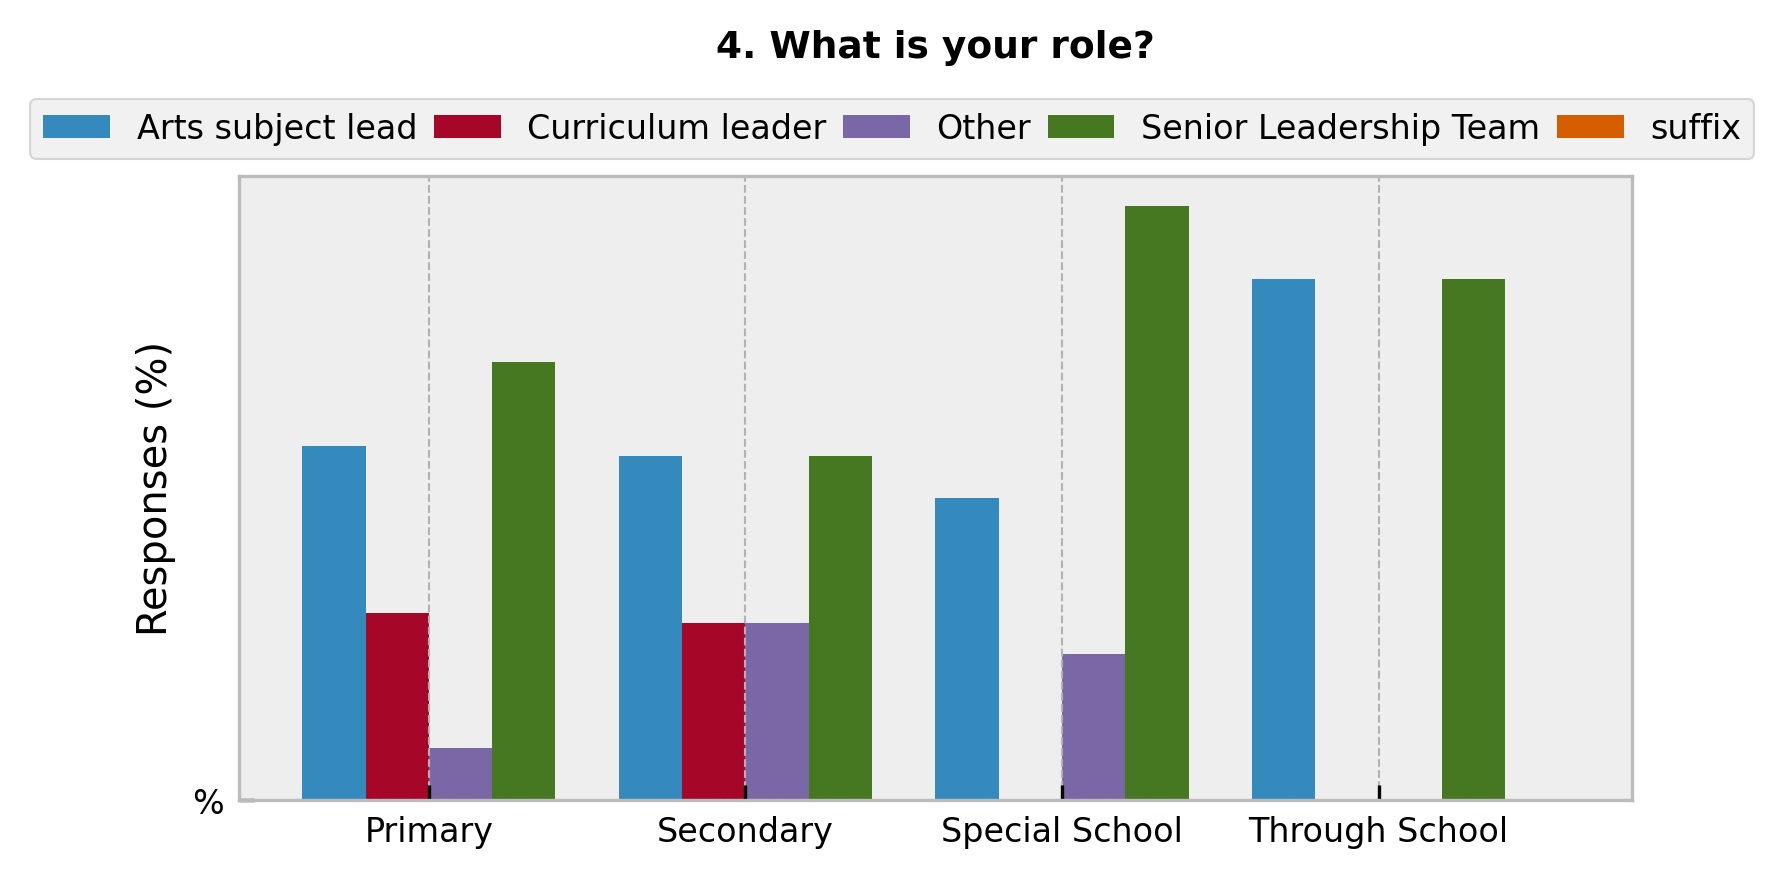 4. What is your role?
Arts subject lead Curriculum leader Other Senior Leadership Team suffix
Responses (%)
%
Primary Secondary Special School Through School